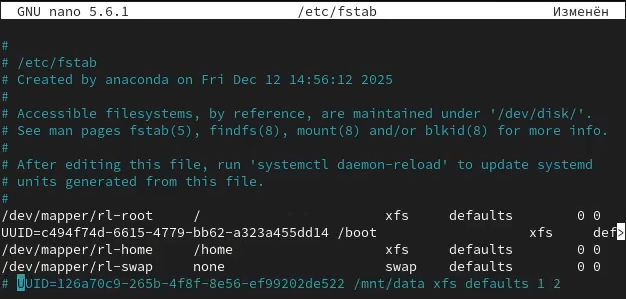 GNU nano 5.6.1 /etc/fstab Изменён
#
# /etc/fstab
# Created by anaconda on Fri Dec 12 14:56:12 2025
#
# Accessible filesystems, by reference, are maintained under '/dev/disk/'.
# See man pages fstab(5), findfs(8), mount(8) and/or blkid(8) for more info.
#
# After editing this file, run 'systemctl daemon-reload' to update systemd
# units generated from this file.
#
/dev/mapper/rl-root / xfs defaults 0 0
UUID=c494f74d-6615-4779-bb62-a323a455dd14 /boot xfs def>
/dev/mapper/rl-home /home xfs defaults 0 0
/dev/mapper/rl-swap none swap defaults 0 0
# UUID=126a70c9-265b-4f8f-8e56-ef99202de522 /mnt/data xfs defaults 1 2